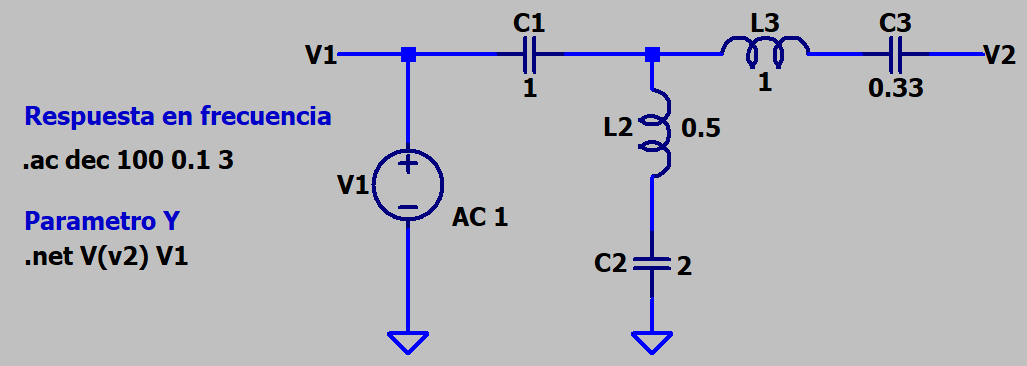 C1
L3
C3
V1
V2
1
1
0.33
Respuesta en frecuencia
.ac dec 100 0.1 3
L2
0.5
V1
AC 1
Parametro Y
.net V(v2) V1
C2
2